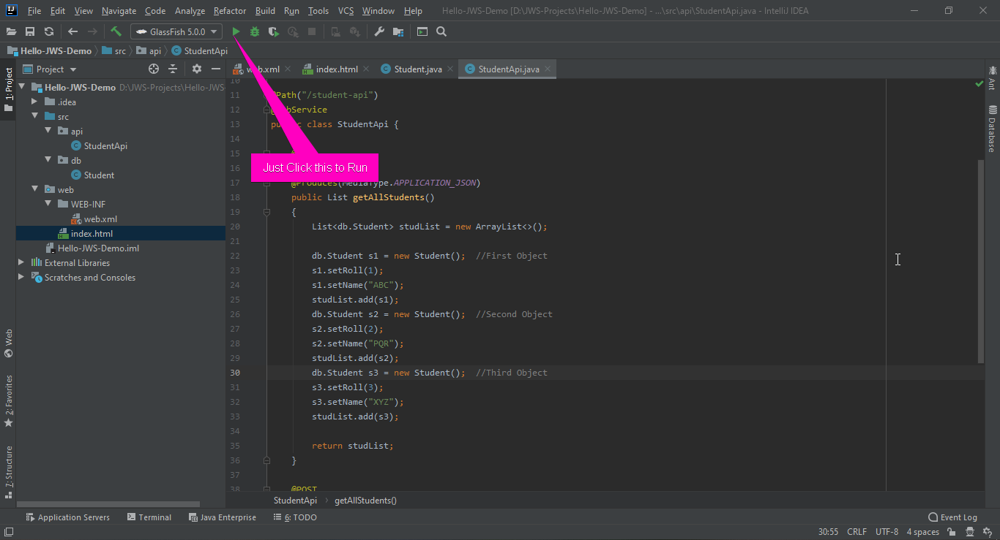 File Edit View Navigate Code Analyze Refactor Build Run Tools VCS Window Help Hello-JWS-Demo [D:\JWS-Projects\Hello-JWS-Demo] - ...\src\api\StudentApi.java - IntelliJ IDEA
GlassFish 5.0.0
Hello-JWS-Demo src api StudentApi
Project
web.xml index.html Student.java StudentApi.java
1: Project
Hello-JWS-Demo D:\JWS-Projects\Hello-JWS
.idea
src
api
StudentApi
db
Student
web
WEB-INF
web.xml
index.html
Hello-JWS-Demo.iml
External Libraries
Scratches and Consoles
Web
2: Favorites
7: Structure
Just Click this to Run
10
11 @Path("/student-api")
12 @WebService
13 public class StudentApi {
14
15
16
17 @Produces(MediaType.APPLICATION_JSON)
18 public List getAllStudents()
19 {
20 List<db.Student> studList = new ArrayList<>();
21
22 db.Student s1 = new Student(); //First Object
23 s1.setRoll(1);
24 s1.setName("ABC");
25 studList.add(s1);
26 db.Student s2 = new Student(); //Second Object
27 s2.setRoll(2);
28 s2.setName("PQR");
29 studList.add(s2);
30 db.Student s3 = new Student(); //Third Object
31 s3.setRoll(3);
32 s3.setName("XYZ");
33 studList.add(s3);
34
35 return studList;
36 }
37
38 @POST
Ant
Database
StudentApi getAllStudents()
Application Servers Terminal Java Enterprise 6: TODO Event Log
30:55 CRLF UTF-8 4 spaces